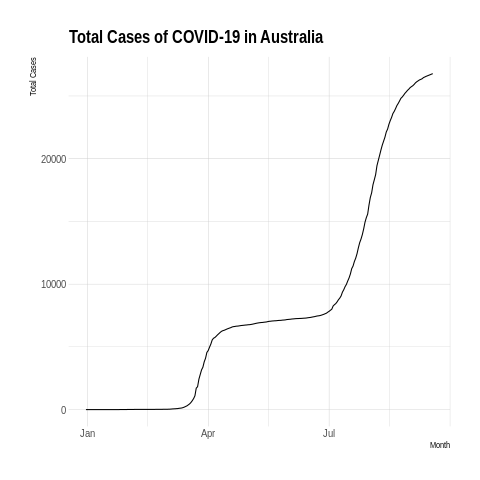 Total Cases of COVID-19 in Australia
Total Cases
20000
10000
0
Jan Apr Jul
Month